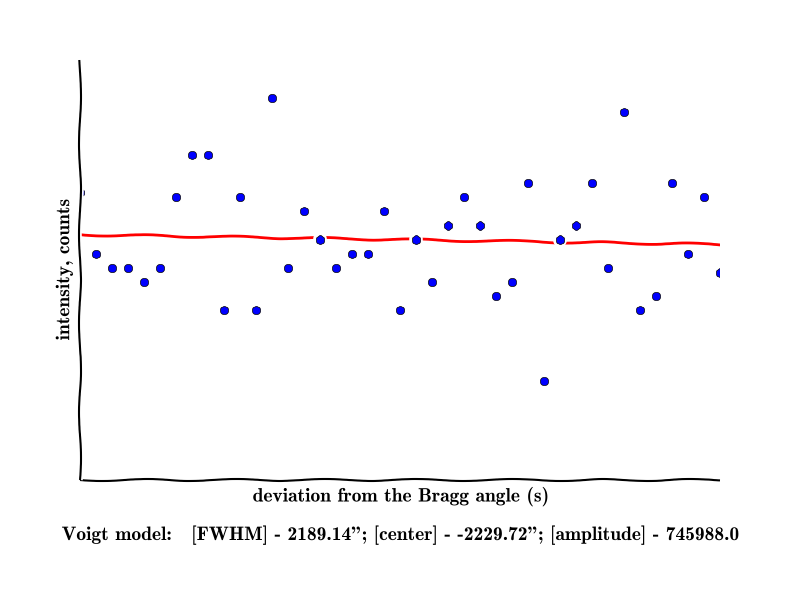 intensity, counts
deviation from the Bragg angle (s)
Voigt model: [FWHM] - 2189.14”; [center] - -2229.72”; [amplitude] - 745988.0